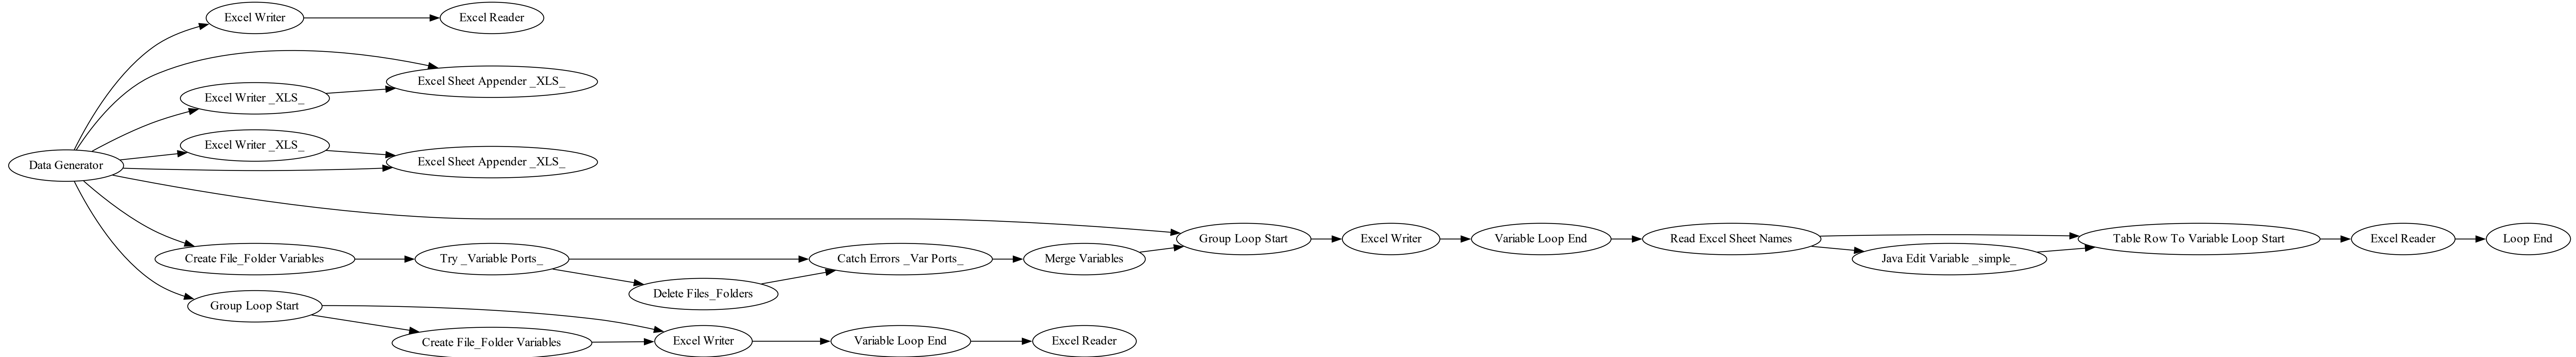 Excel Writer
Excel Reader
Excel Sheet Appender _XLS_
Excel Writer _XLS_
Excel Writer _XLS_
Excel Sheet Appender _XLS_
Data Generator
Group Loop Start
Excel Writer
Variable Loop End
Read Excel Sheet Names
Table Row To Variable Loop Start
Excel Reader
Loop End
Create File_Folder Variables
Try _Variable Ports_
Catch Errors _Var Ports_
Merge Variables
Java Edit Variable _simple_
Delete Files_Folders
Group Loop Start
Create File_Folder Variables
Excel Writer
Variable Loop End
Excel Reader